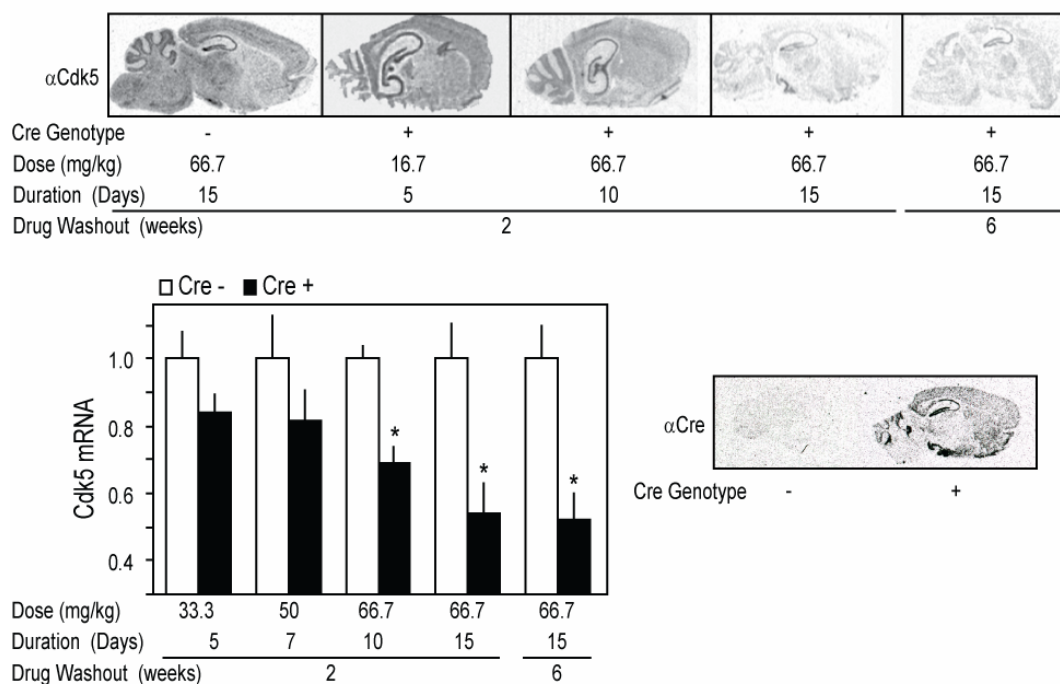 αCdk5
Cre Genotype - + + + +
Dose (mg/kg) 66.7 16.7 66.7 66.7 66.7
Duration (Days) 15 5 10 15 15
Drug Washout (weeks) 2 6
Cre - Cre +
1.0
0.8
0.6
0.4
Cdk5 mRNA
* * *
Dose (mg/kg) 33.3 50 66.7 66.7 66.7
Duration (Days) 5 7 10 15 15
Drug Washout (weeks) 2 6
αCre
Cre Genotype - +